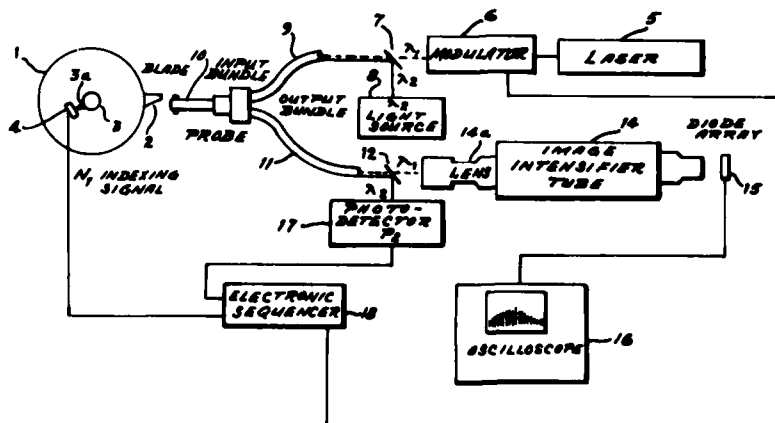 1
BLADE
3a
4
3
2
10
INPUT
BUNDLE
PROBE
9
OUTPUT
BUNDLE
11
N₁ INDEXING
SIGNAL
7
λ₁
λ₂
λ₂
8
LIGHT
SOURCE
6
MODULATOR
5
LASER
12
λ₁
λ₂
14a
LENS
14
IMAGE
INTENSIFIER
TUBE
DIODE
ARRAY
15
17
PHOTO-
DETECTOR
P₂
ELECTRONIC
SEQUENCER
18
OSCILLOSCOPE
16